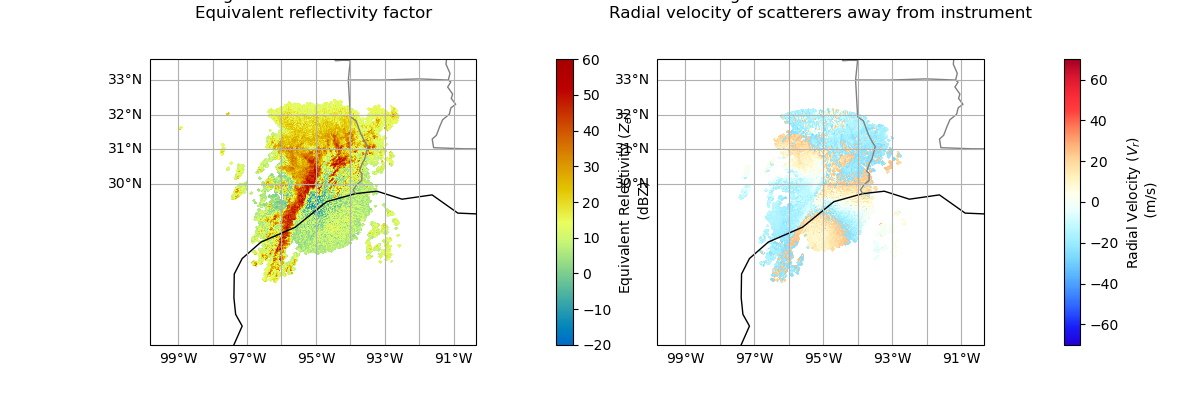 Equivalent reflectivity factor
Radial velocity of scatterers away from instrument
33°N
32°N
31°N
30°N
99°W
97°W
95°W
93°W
91°W
60
50
40
30
20
10
0
−10
−20
Equivalent Reflectivity
(dBZ)
33°N
32°N
31°N
30°N
99°W
97°W
95°W
93°W
91°W
60
40
20
0
−20
−40
−60
Radial Velocity (Vr)
(m/s)